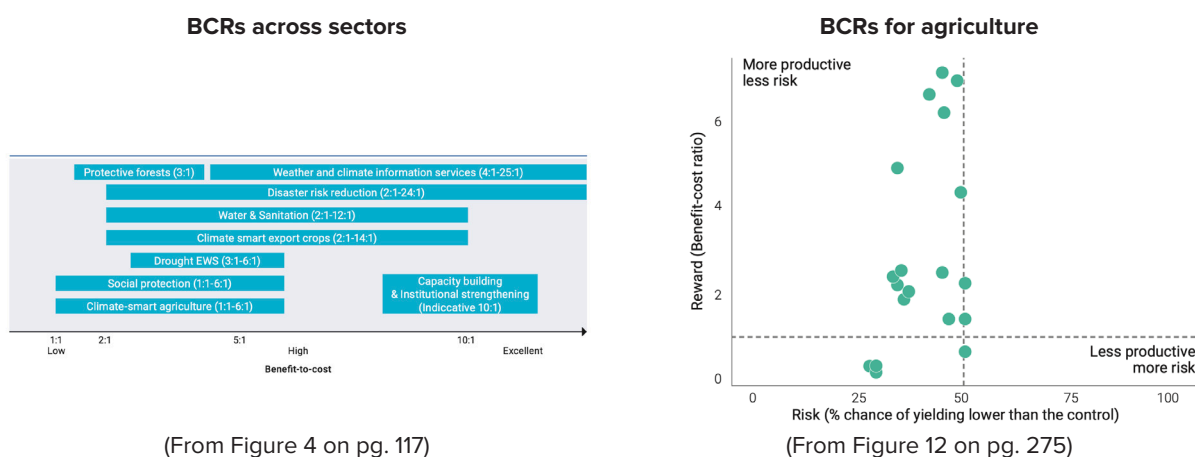 BCRs across sectors
Protective forests (3:1)
Weather and climate information services (4:1-25:1)
Disaster risk reduction (2:1-24:1)
Water & Sanitation (2:1-12:1)
Climate smart export crops (2:1-14:1)
Drought EWS (3:1-6:1)
Social protection (1:1-6:1)
Climate-smart agriculture (1:1-6:1)
Capacity building
& Institutional strengthening
(Indiccative 10:1)
1:1 2:1 5:1 10:1
Low High Excellent
Benefit-to-cost
(From Figure 4 on pg. 117)
BCRs for agriculture
More productive
less risk
Reward (Benefit-cost ratio)
6
4
2
0
Less productive
more risk
0 25 50 75 100
Risk (% chance of yielding lower than the control)
(From Figure 12 on pg. 275)